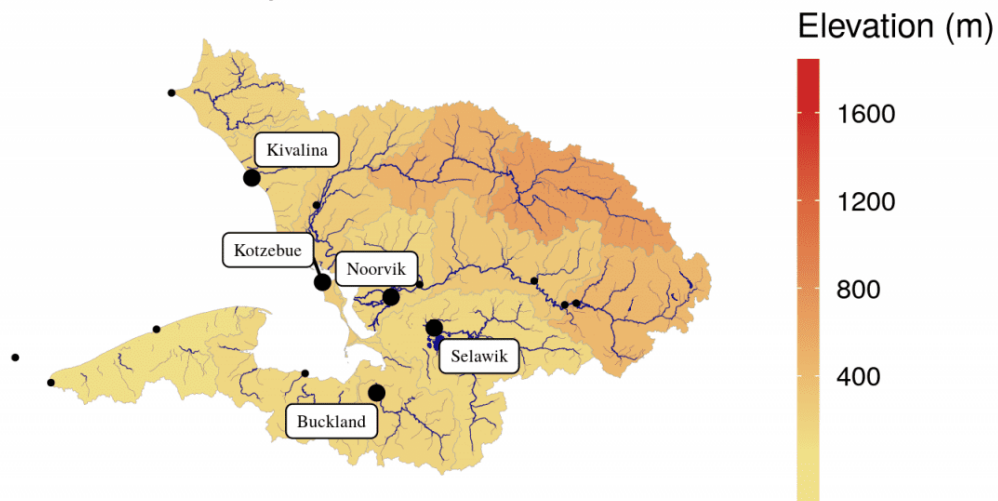 Elevation (m)
1600
1200
800
400
Kivalina
Kotzebue
Noorvik
Selawik
Buckland